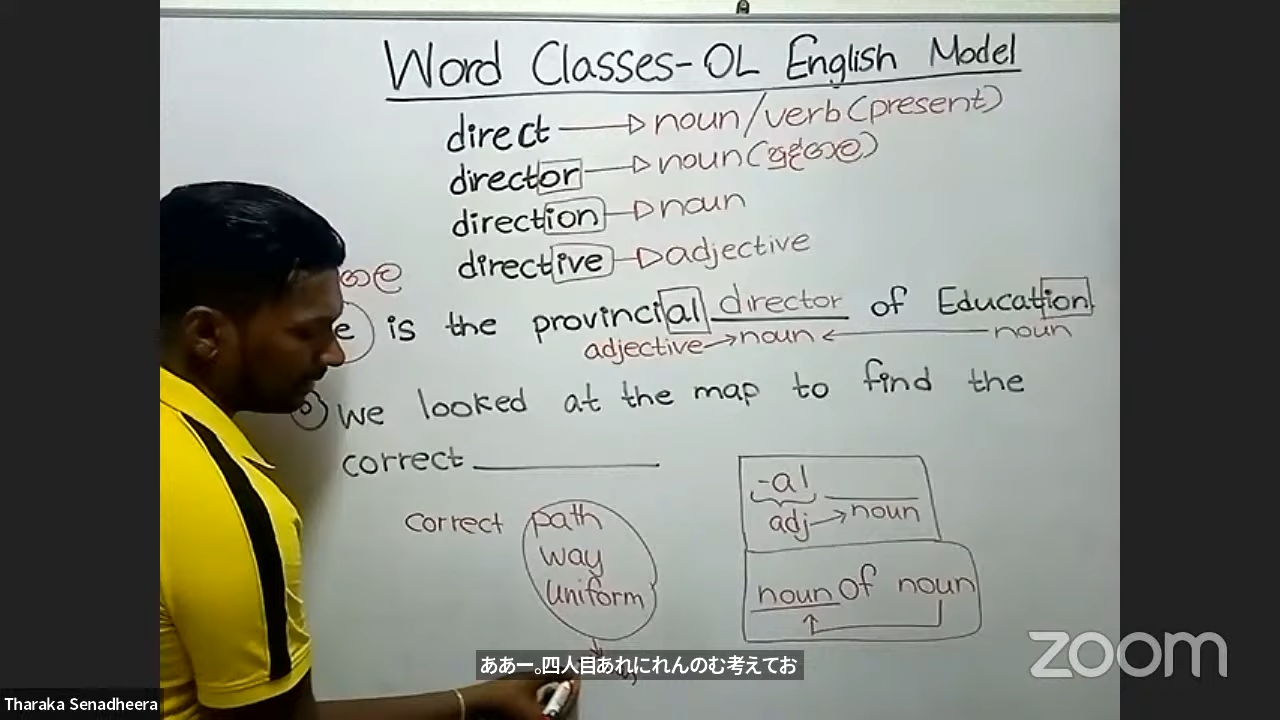 Word Classes- OL English Model
direct → noun/verb (present)
director → noun (පුද්ගල)
direction → noun
directive → adjective
e is the provincial director of Education
adjective → noun ← noun
We looked at the map to find the
correct ________
correct path
way
uniform
-al ______
adj → noun
noun of noun
ああー。四人目あれにれんのむ考えてお
zoom
Tharaka Senadheera